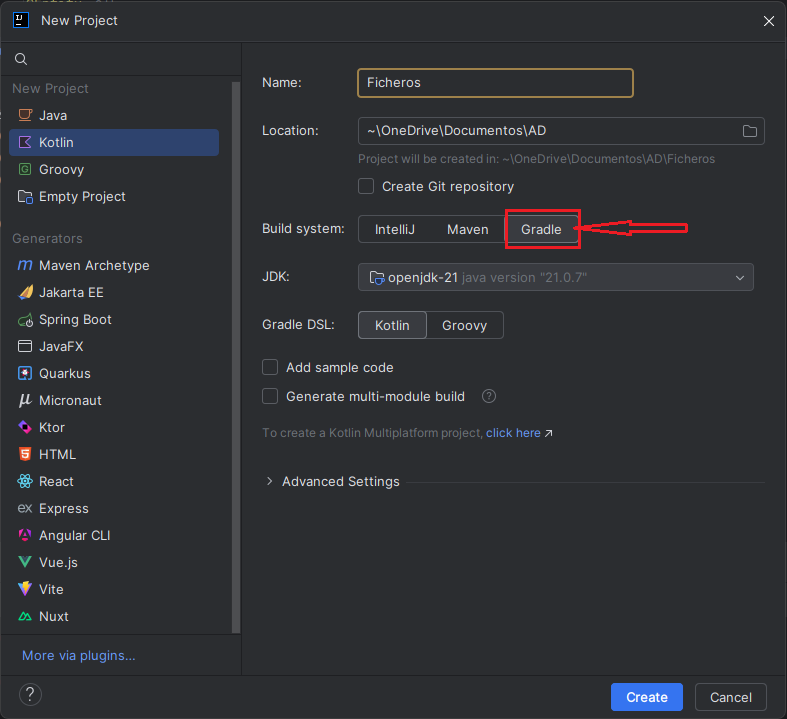 New Project
New Project
Java
Kotlin
Groovy
Empty Project
Generators
Maven Archetype
Jakarta EE
Spring Boot
JavaFX
Quarkus
Micronaut
Ktor
HTML
React
Express
Angular CLI
Vue.js
Vite
Nuxt
More via plugins...
Name: Ficheros
Location: ~\OneDrive\Documentos\AD
Project will be created in: ~\OneDrive\Documentos\AD\Ficheros
Create Git repository
Build system: IntelliJ Maven Gradle
JDK: openjdk-21 java version "21.0.7"
Gradle DSL: Kotlin Groovy
Add sample code
Generate multi-module build ?
To create a Kotlin Multiplatform project, click here ↗
Advanced Settings
? Create Cancel